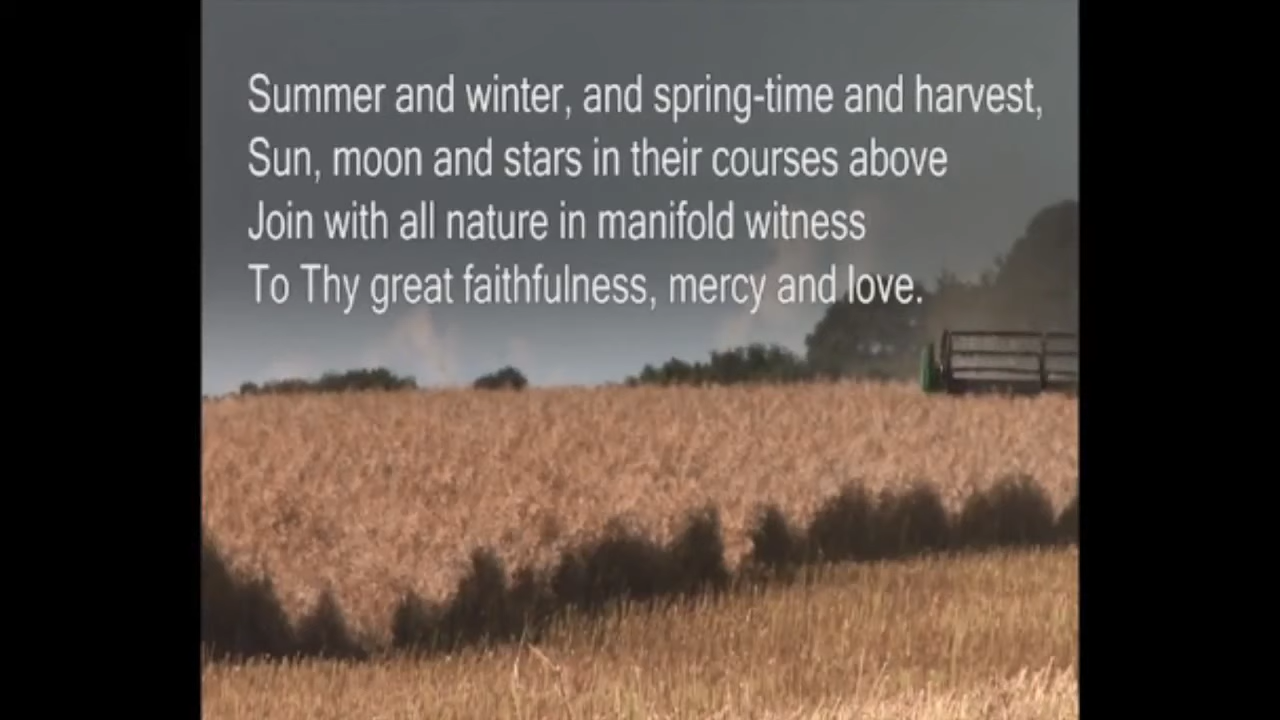 Summer and winter, and spring-time and harvest,
Sun, moon and stars in their courses above
Join with all nature in manifold witness
To Thy great faithfulness, mercy and love.